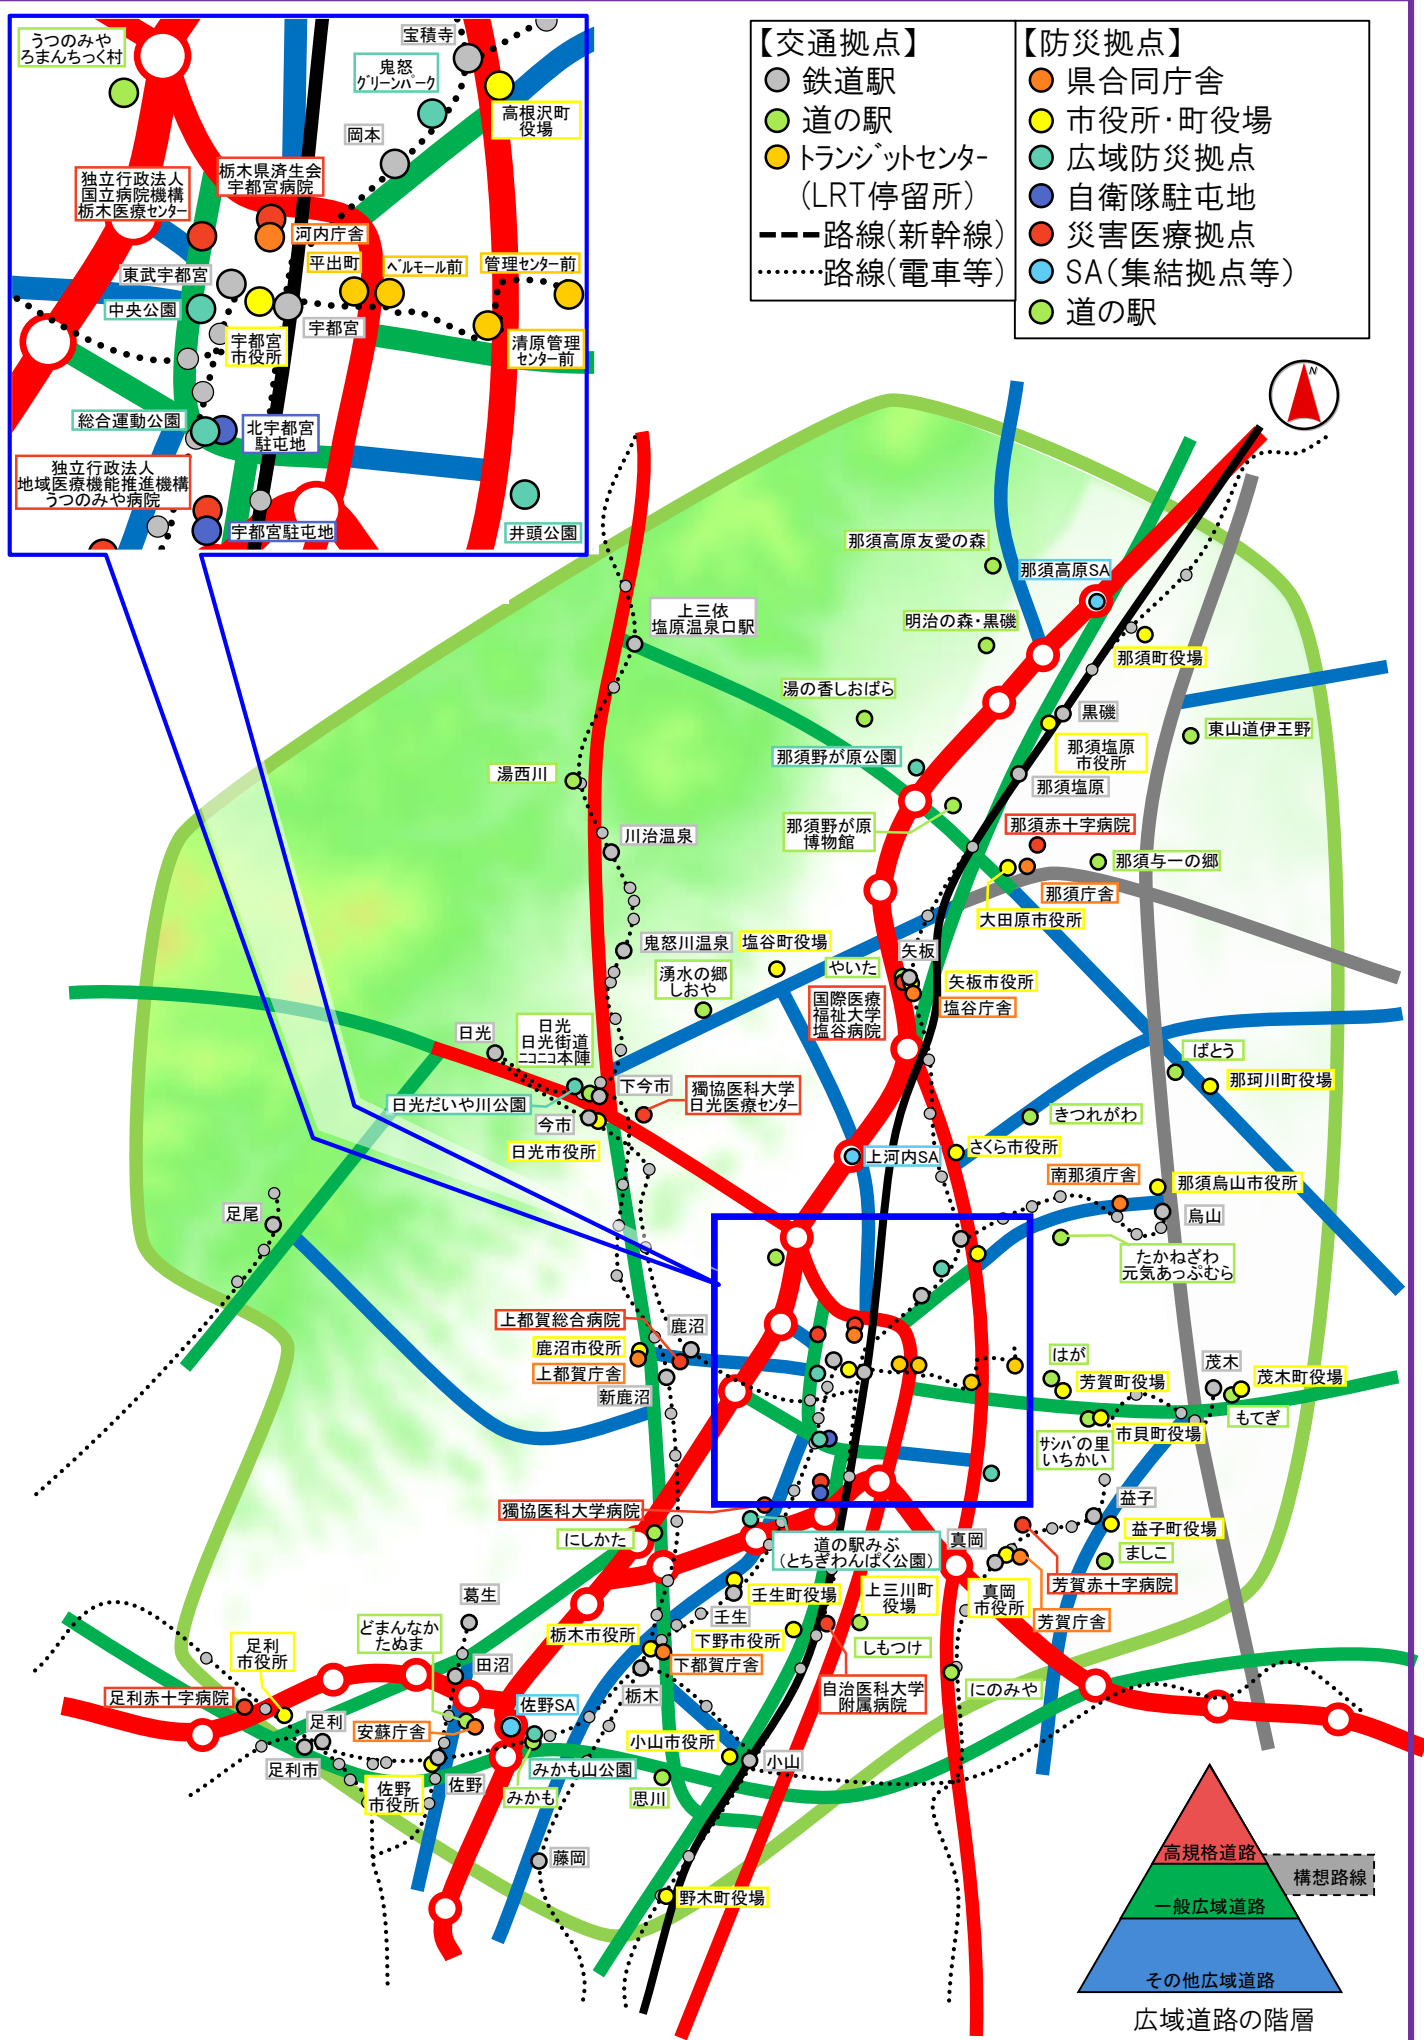 【交通拠点】
鉄道駅
道の駅
トランジットセンター
(LRT停留所)
路線(新幹線)
路線(電車等)
【防災拠点】
県合同庁舎
市役所・町役場
広域防災拠点
自衛隊駐屯地
災害医療拠点
SA(集結拠点等)
道の駅
うつのみや
ろまんちっく村
宝積寺
鬼怒
グリーンパーク
高根沢町
役場
岡本
栃木県済生会
宇都宮病院
独立行政法人
国立病院機構
栃木医療センター
河内庁舎
平出町
ベルモール前
管理センター前
東武宇都宮
中央公園
宇都宮
宇都宮
市役所
清原管理
センター前
総合運動公園
北宇都宮
駐屯地
独立行政法人
地域医療機能推進機構
うつのみや病院
宇都宮駐屯地
井頭公園
N
那須高原友愛の森
那須高原SA
上三依
塩原温泉口駅
明治の森・黒磯
那須町役場
湯の香しおばら
黒磯
東山道伊王野
那須塩原
市役所
那須野が原公園
湯西川
那須塩原
那須野が原
博物館
那須赤十字病院
川治温泉
那須与一の郷
那須庁舎
大田原市役所
鬼怒川温泉
塩谷町役場
矢板
やいた
湧水の郷
しおや
矢板市役所
国際医療
福祉大学
塩谷病院
塩谷庁舎
日光
日光
日光街道
ニコニコ本陣
ばとう
下今市
那珂川町役場
獨協医科大学
日光医療センター
日光だいや川公園
今市
きつれがわ
日光市役所
さくら市役所
上河内SA
南那須庁舎
那須烏山市役所
足尾
烏山
たかねざわ
元気あっぷむら
上都賀総合病院
鹿沼
鹿沼市役所
上都賀庁舎
はが
茂木
芳賀町役場
茂木町役場
新鹿沼
もてぎ
市貝町役場
サシバの里
いちかい
益子
獨協医科大学病院
益子町役場
にしかた
道の駅みぶ
(とちぎわんぱく公園)
真岡
ましこ
芳賀赤十字病院
葛生
壬生町役場
上三川町
役場
真岡
市役所
壬生
芳賀庁舎
どまんなか
たぬま
足利
市役所
栃木市役所
下野市役所
しもつけ
下都賀庁舎
田沼
栃木
自治医科大学
附属病院
にのみや
足利赤十字病院
佐野SA
足利
安蘇庁舎
小山市役所
足利市
小山
みかも山公園
佐野
佐野
市役所
みかも
思川
藤岡
野木町役場
高規格道路
構想路線
一般広域道路
その他広域道路
広域道路の階層